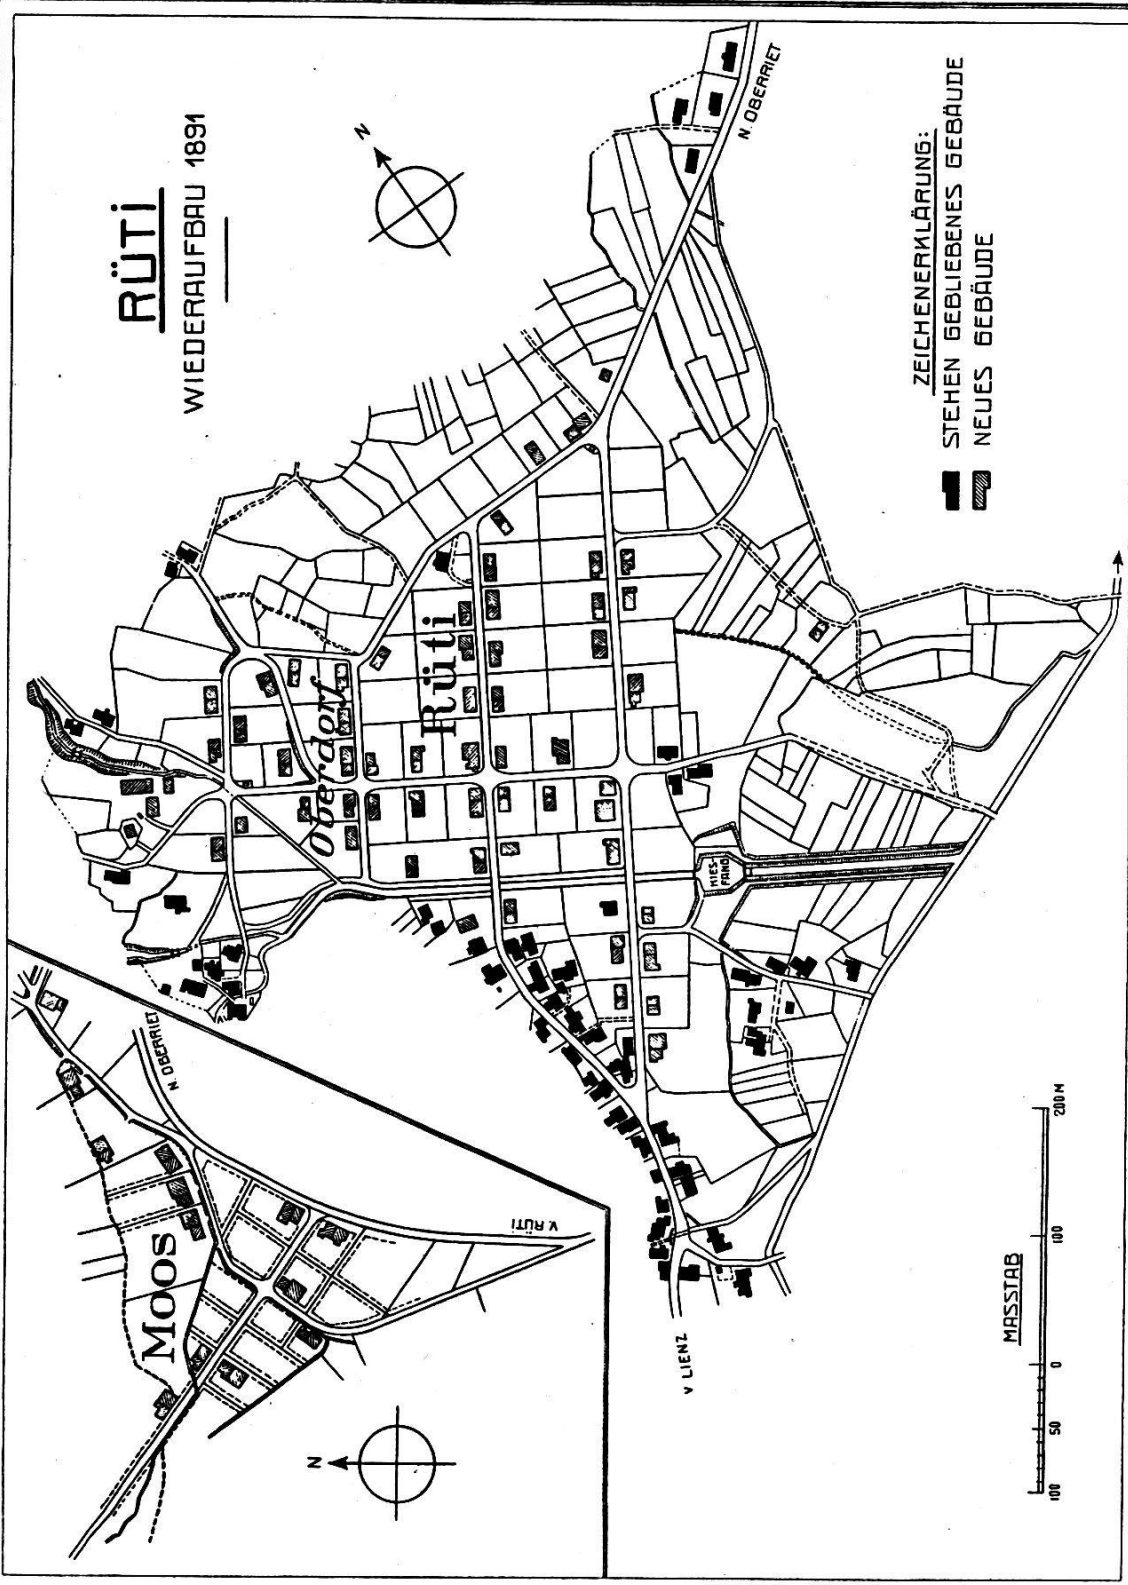 RÜTI
WIEDERAUFBAU 1891
N
N. OBERRIET
ZEICHENERKLÄRUNG:
STEHEN GEBLIEBENES GEBÄUDE
NEUES GEBÄUDE
Oberdorf
Rüti
KIES-
FANG
N. OBERRIET
Moos
V. RÜTI
N
V LIENZ
MASSTAB
100 50 0 100 200 M